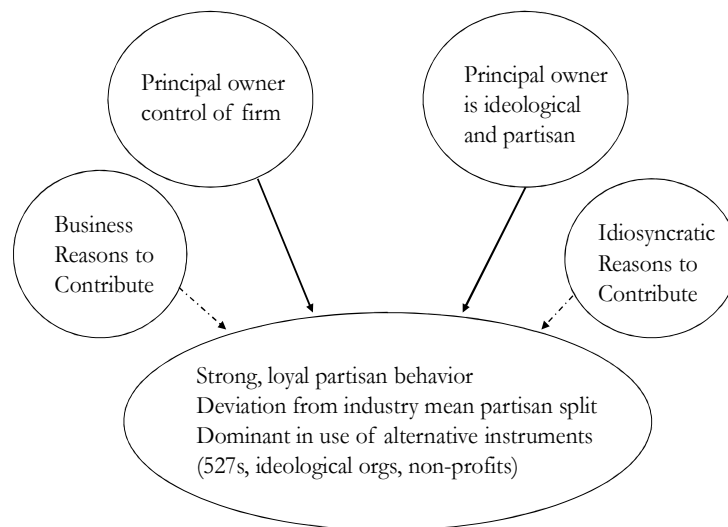 Principal owner
control of firm
Principal owner
is ideological
and partisan
Business
Reasons to
Contribute
Idiosyncratic
Reasons to
Contribute
Strong, loyal partisan behavior
Deviation from industry mean partisan split
Dominant in use of alternative instruments
(527s, ideological orgs, non-profits)